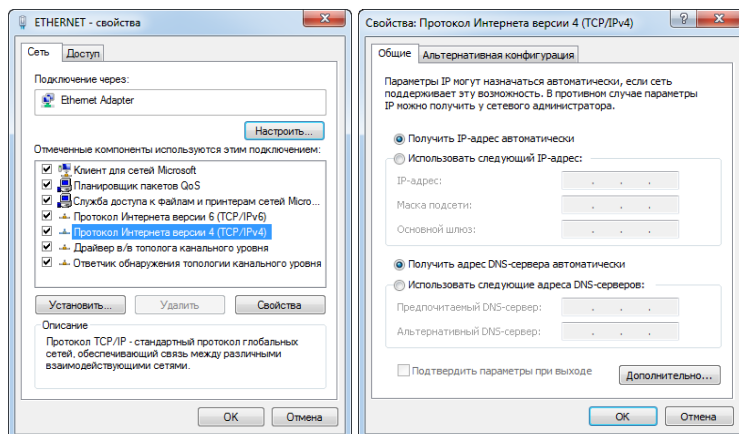 ETHERNET - свойства
Сеть
Доступ
Подключение через:
Ethernet Adapter
Настроить...
Отмеченные компоненты используются этим подключением:
Клиент для сетей Microsoft
Планировщик пакетов QoS
Служба доступа к файлам и принтерам сетей Micro...
Протокол Интернета версии 6 (TCP/IPv6)
Протокол Интернета версии 4 (TCP/IPv4)
Драйвер в/в тополога канального уровня
Ответчик обнаружения топологии канального уровня
Установить...
Удалить
Свойства
Описание
Протокол TCP/IP - стандартный протокол глобальных
сетей, обеспечивающий связь между различными
взаимодействующими сетями.
OK
Отмена
Свойства: Протокол Интернета версии 4 (TCP/IPv4)
Общие
Альтернативная конфигурация
Параметры IP могут назначаться автоматически, если сеть
поддерживает эту возможность. В противном случае параметры
IP можно получить у сетевого администратора.
Получить IP-адрес автоматически
Использовать следующий IP-адрес:
IP-адрес:
Маска подсети:
Основной шлюз:
Получить адрес DNS-сервера автоматически
Использовать следующие адреса DNS-серверов:
Предпочитаемый DNS-сервер:
Альтернативный DNS-сервер:
Подтвердить параметры при выходе
Дополнительно...
OK
Отмена